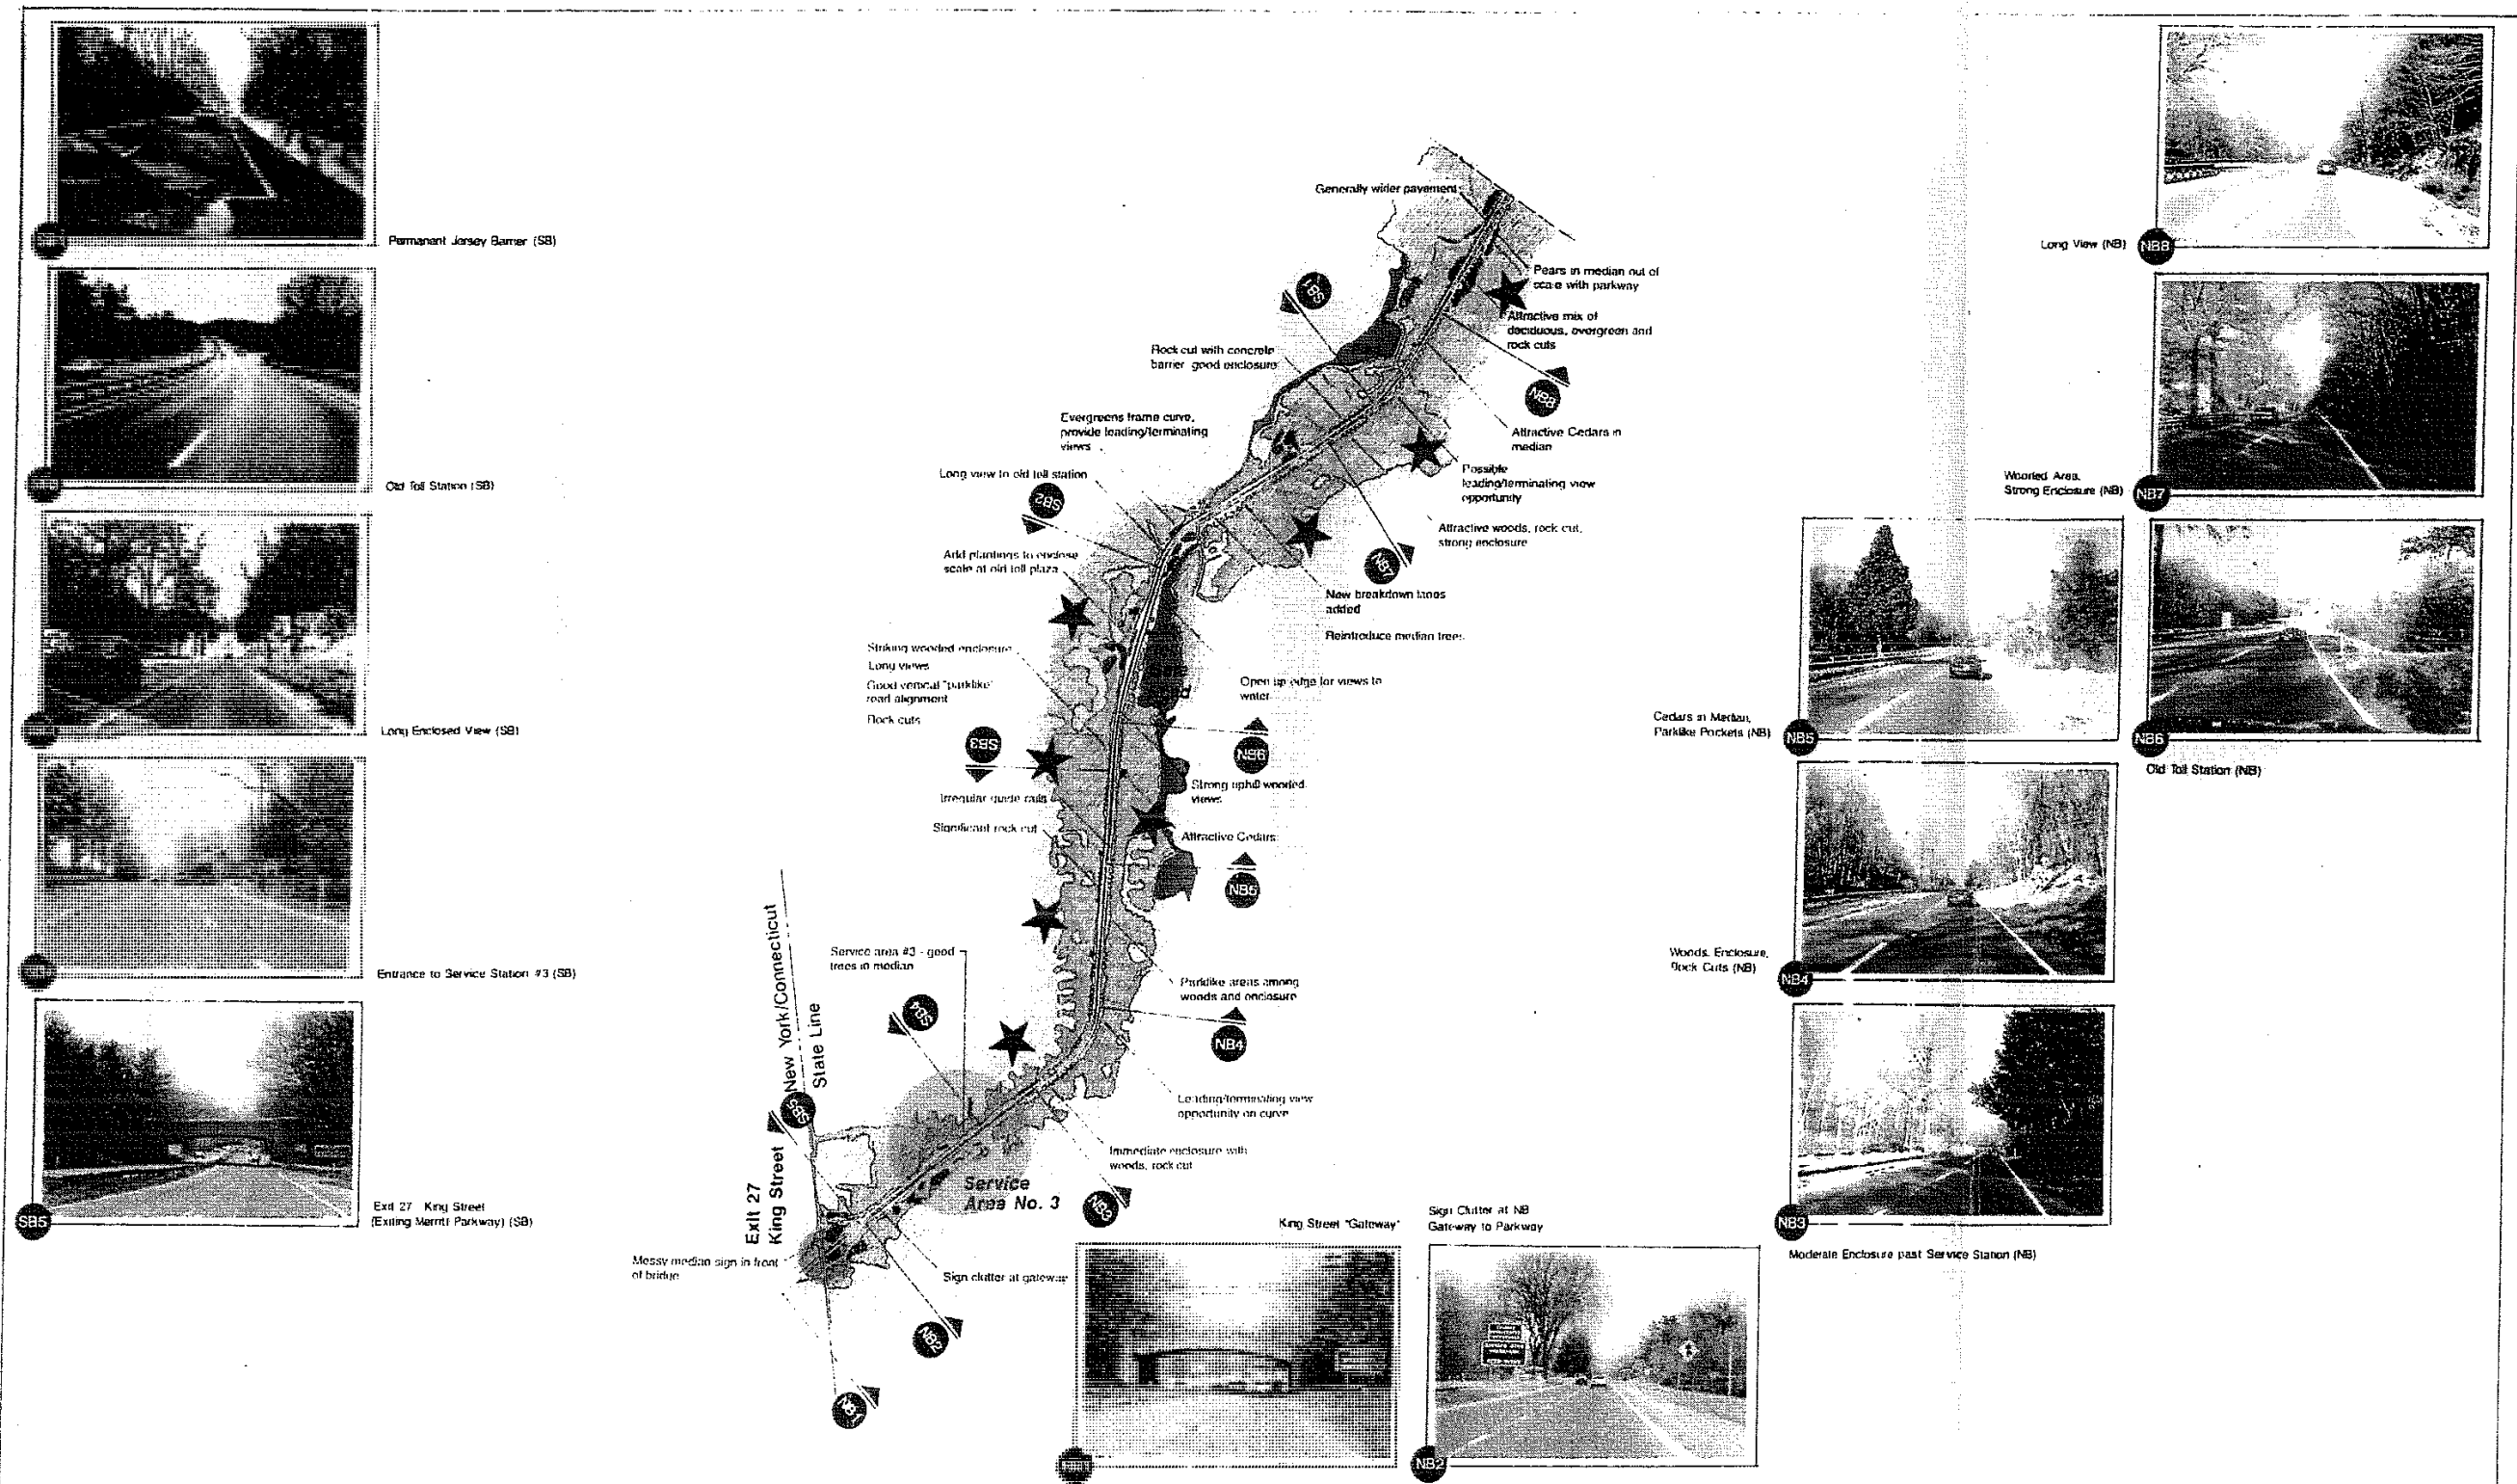 Permanant Jersey Barrier (SB)
Old Toll Station (SB)
Long Enclosed View (SB)
Entrance to Service Station #3 (SB)
SB5
Exit 27 King Street
(Exiting Merritt Parkway) (SB)
Generally wider pavement
Pears in median out of
scale with parkway
SB1
Attractive mix of
deciduous, evergreen and
rock cuts
Rock cut with concrete
barrier good enclosure
NB8
Evergreens frame curve,
provide leading/terminating
views
Attractive Cedars in
median
Long view to old toll station
Possible
leading/terminating view
opportunity
SB2
Attractive woods, rock cut,
strong enclosure
Add plantings to enclose
scale at old toll plaza
NB7
New breakdown lanes
added
Reintroduce median trees
Striking wooded enclosure
Long views
Good vertical "parklike"
road alignment
Rock cuts
Open up edge for views to
water
SB3
NB6
Strong uphill wooded
views
Irregular guide rails
Significant rock cut
Attractive Cedars
NB5
New York/Connecticut
State Line
Service area #3 - good
trees in median
Parklike areas among
woods and enclosure
SB4
NB4
Leading/terminating view
opportunity on curve
SB5
Exit 27
King Street
Immediate enclosure with
woods, rock cut
Service
Area No. 3
NB3
Messy median sign in front
of bridge
Sign clutter at gateway
NB2
NB1
King Street "Gateway"
Sign Clutter at NB
Gateway to Parkway
NB2
Long View (NB)
NB8
Wooded Area,
Strong Enclosure (NB)
NB7
Cedars in Median,
Parklike Pockets (NB)
NB5
NB6
Old Toll Station (NB)
Woods, Enclosure,
Rock Cuts (NB)
NB4
NB3
Moderate Enclosure past Service Station (NB)